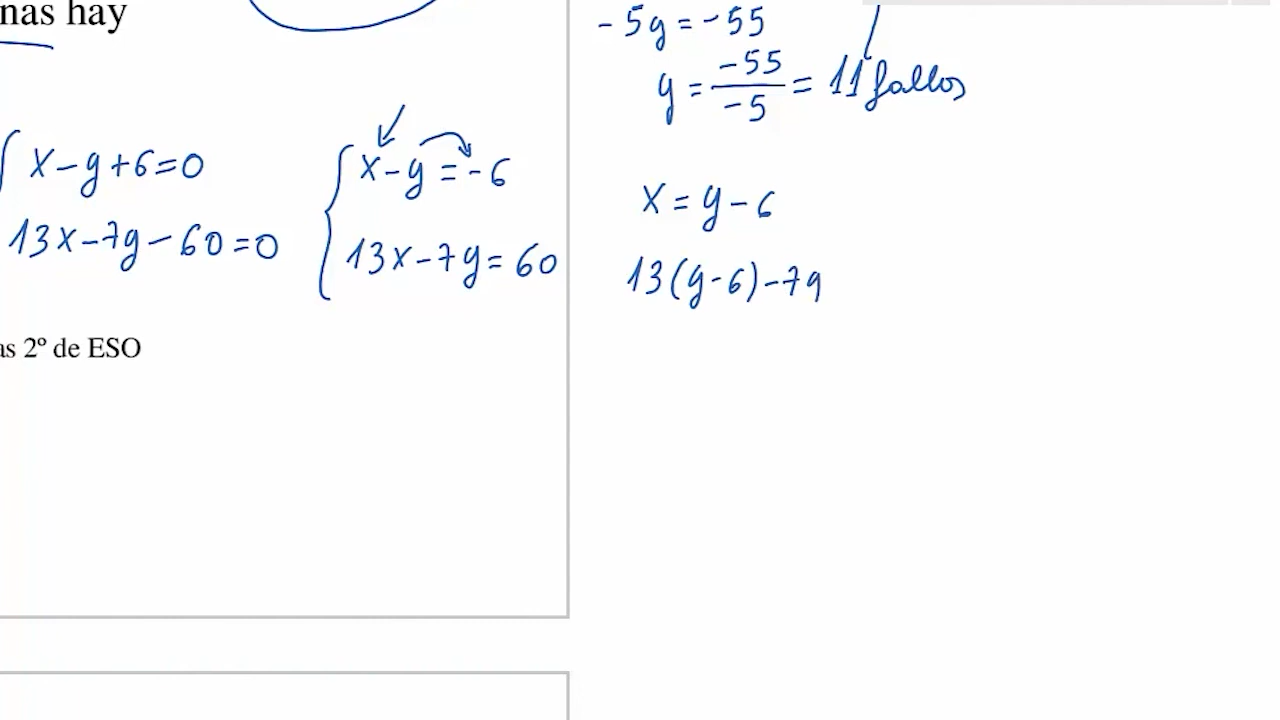 nas hay
x-y+6=0
13x-7y-60=0
x-y=-6
13x-7y=60
as 2º de ESO
-5y=-55
y = -55/-5 = 11 fallos
x = y - 6
13(y-6)-7y